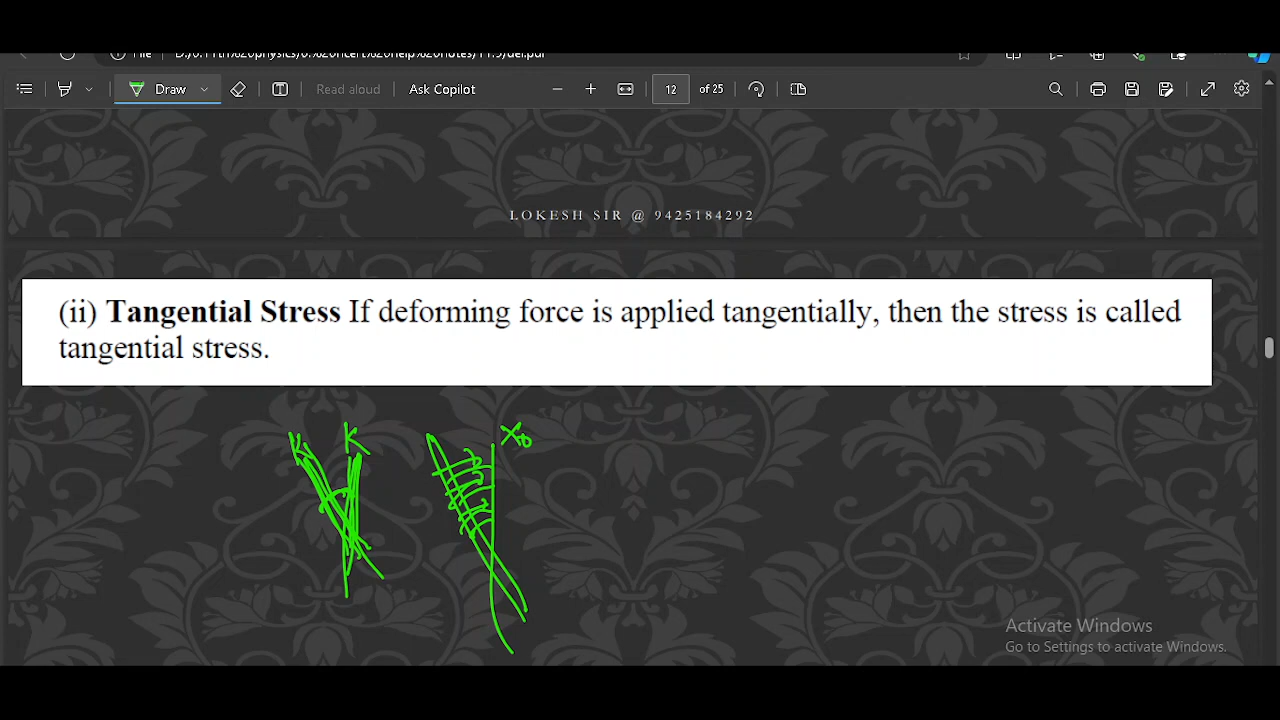 Draw
Read aloud
Ask Copilot
12
of 25
LOKESH SIR @ 9425184292
(ii) Tangential Stress If deforming force is applied tangentially, then the stress is called
tangential stress.
K K
Activate Windows
Go to Settings to activate Windows.